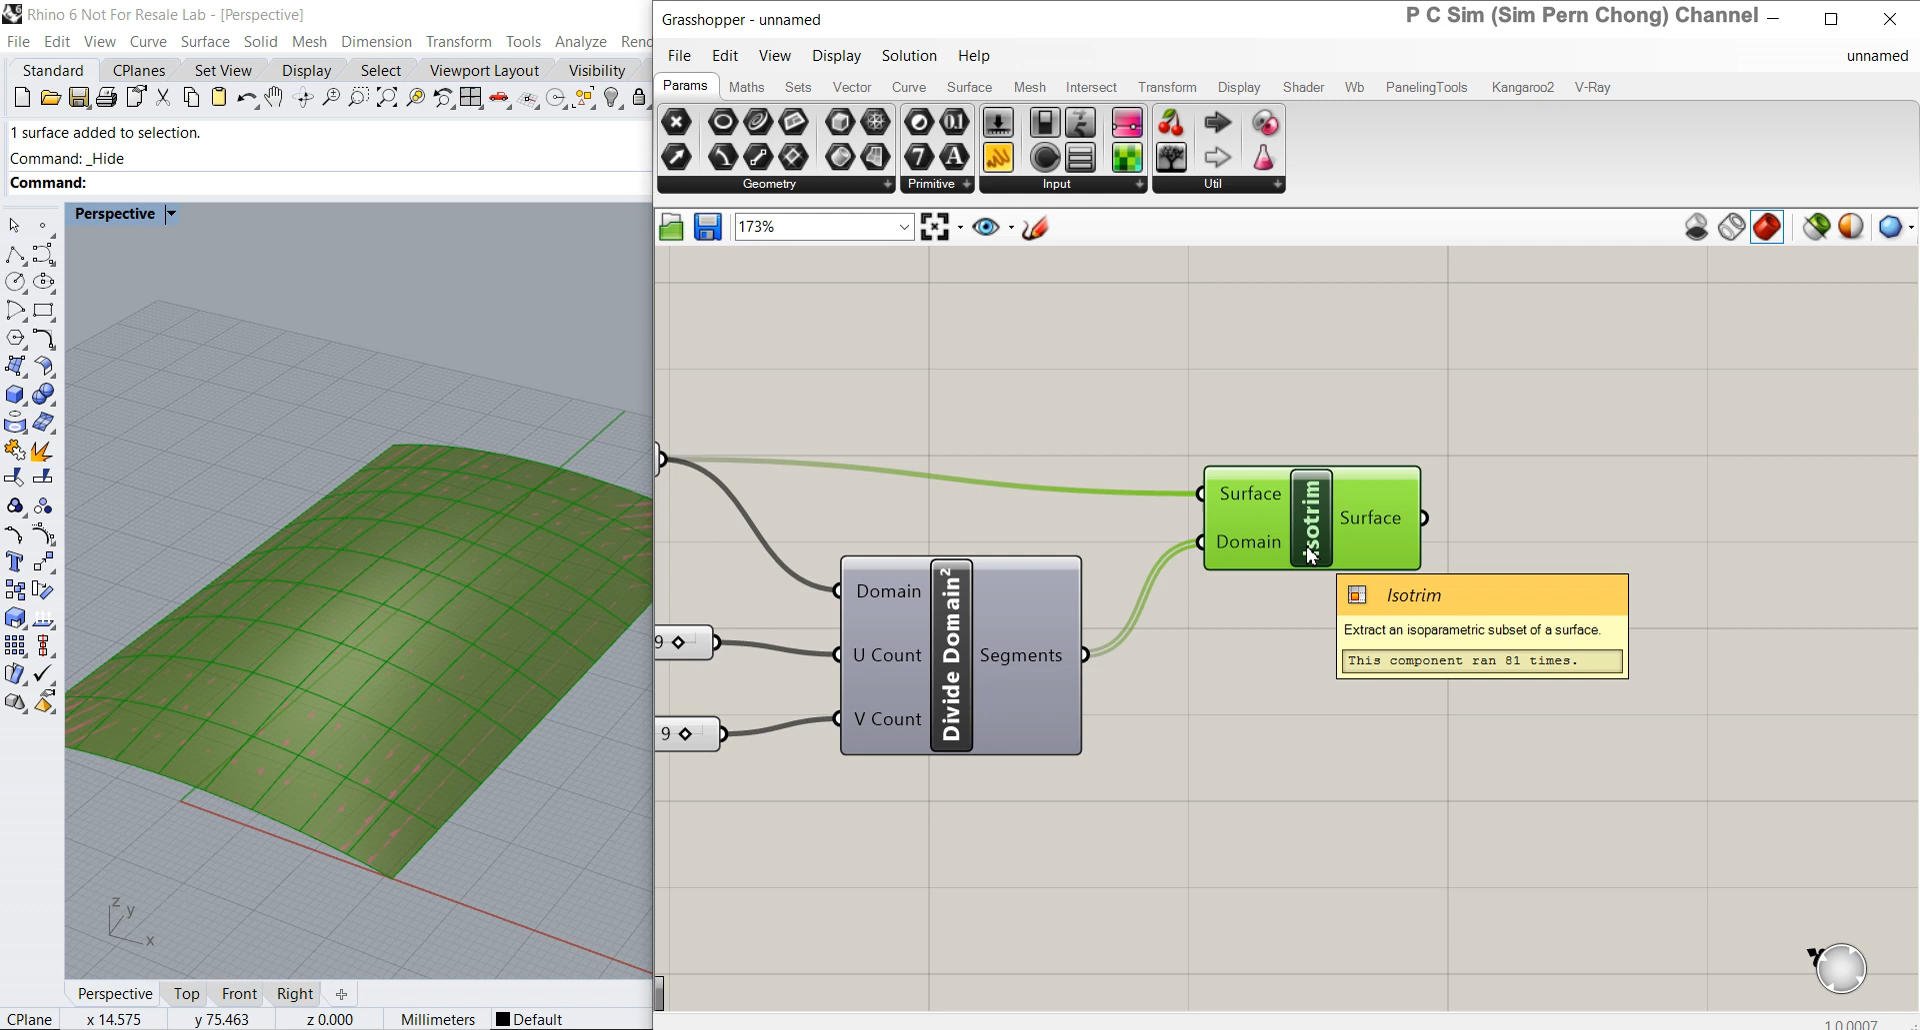 Rhino 6 Not For Resale Lab - [Perspective]
File Edit View Curve Surface Solid Mesh Dimension Transform Tools Analyze Rend
Standard CPlanes Set View Display Select Viewport Layout Visibility
1 surface added to selection.
Command: _Hide
Command:
Perspective
z
y
x
Perspective Top Front Right
CPlane x 14.575 y 75.463 z 0.000 Millimeters Default
Grasshopper - unnamed
P C Sim (Sim Pern Chong) Channel
File Edit View Display Solution Help
unnamed
Params Maths Sets Vector Curve Surface Mesh Intersect Transform Display Shader Wb PanelingTools Kangaroo2 V-Ray
0.1
7 A
Geometry Primitive Input Util
173%
Surface
Domain
Isotrim
Surface
Domain
U Count
V Count
Divide Domain²
Segments
9
9
Isotrim
Extract an isoparametric subset of a surface.
This component ran 81 times.
1.0.0007